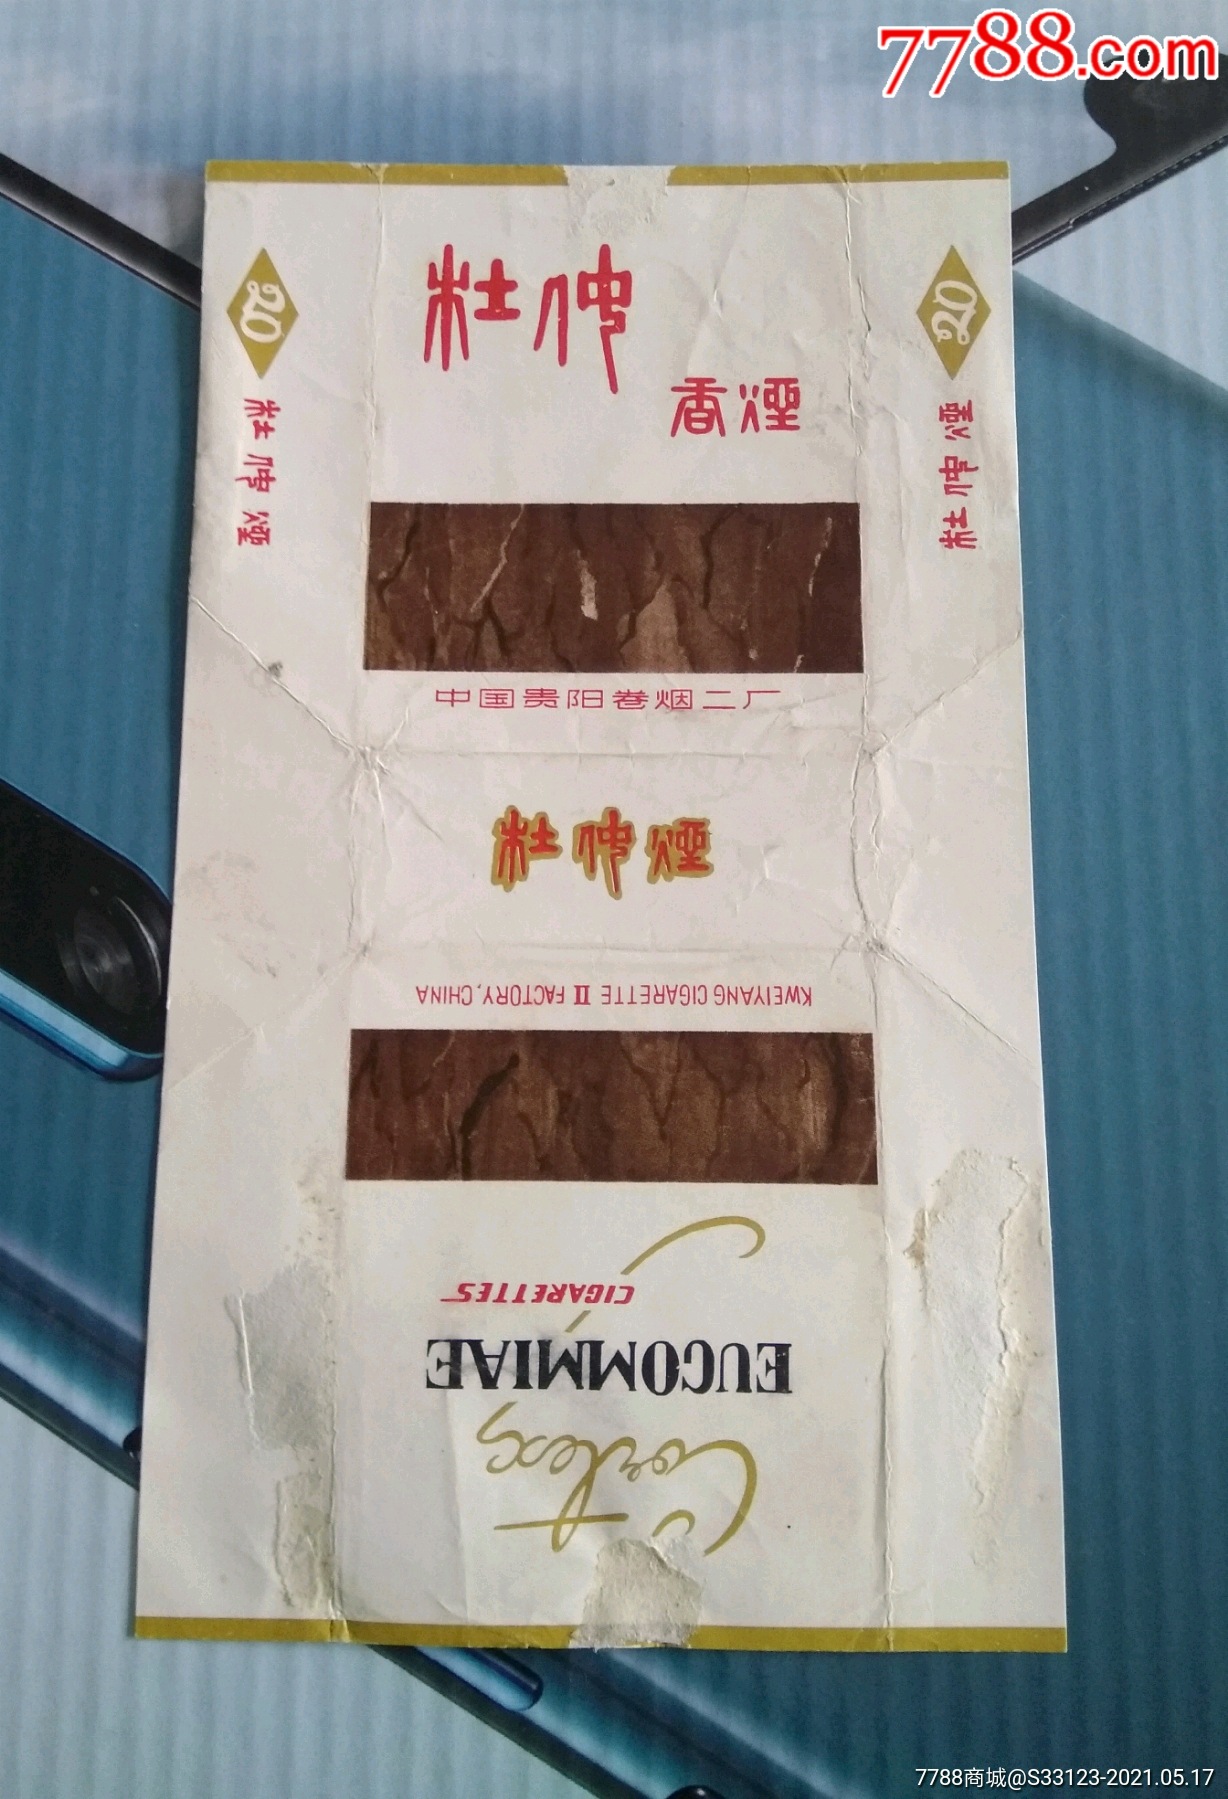 7788.com
杜仲
香煙
20
杜仲煙
20
杜仲煙
中国贵阳卷烟二厂
杜仲煙
KWEIYANG CIGARETTE II FACTORY, CHINA
CIGARETTES
EUCOMMIAE
Cortex
7788商城@S33123-2021.05.17